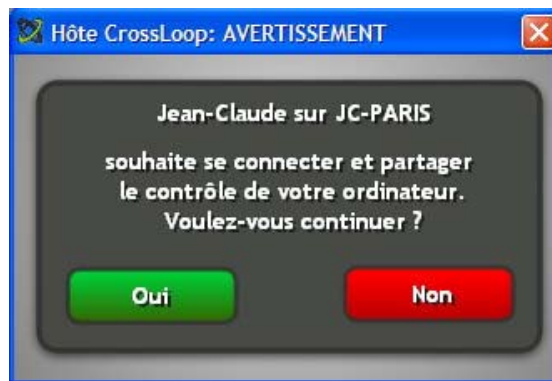 Hôte CrossLoop: AVERTISSEMENT
Jean-Claude sur JC-PARIS
souhaite se connecter et partager
le contrôle de votre ordinateur.
Voulez-vous continuer ?
Oui
Non